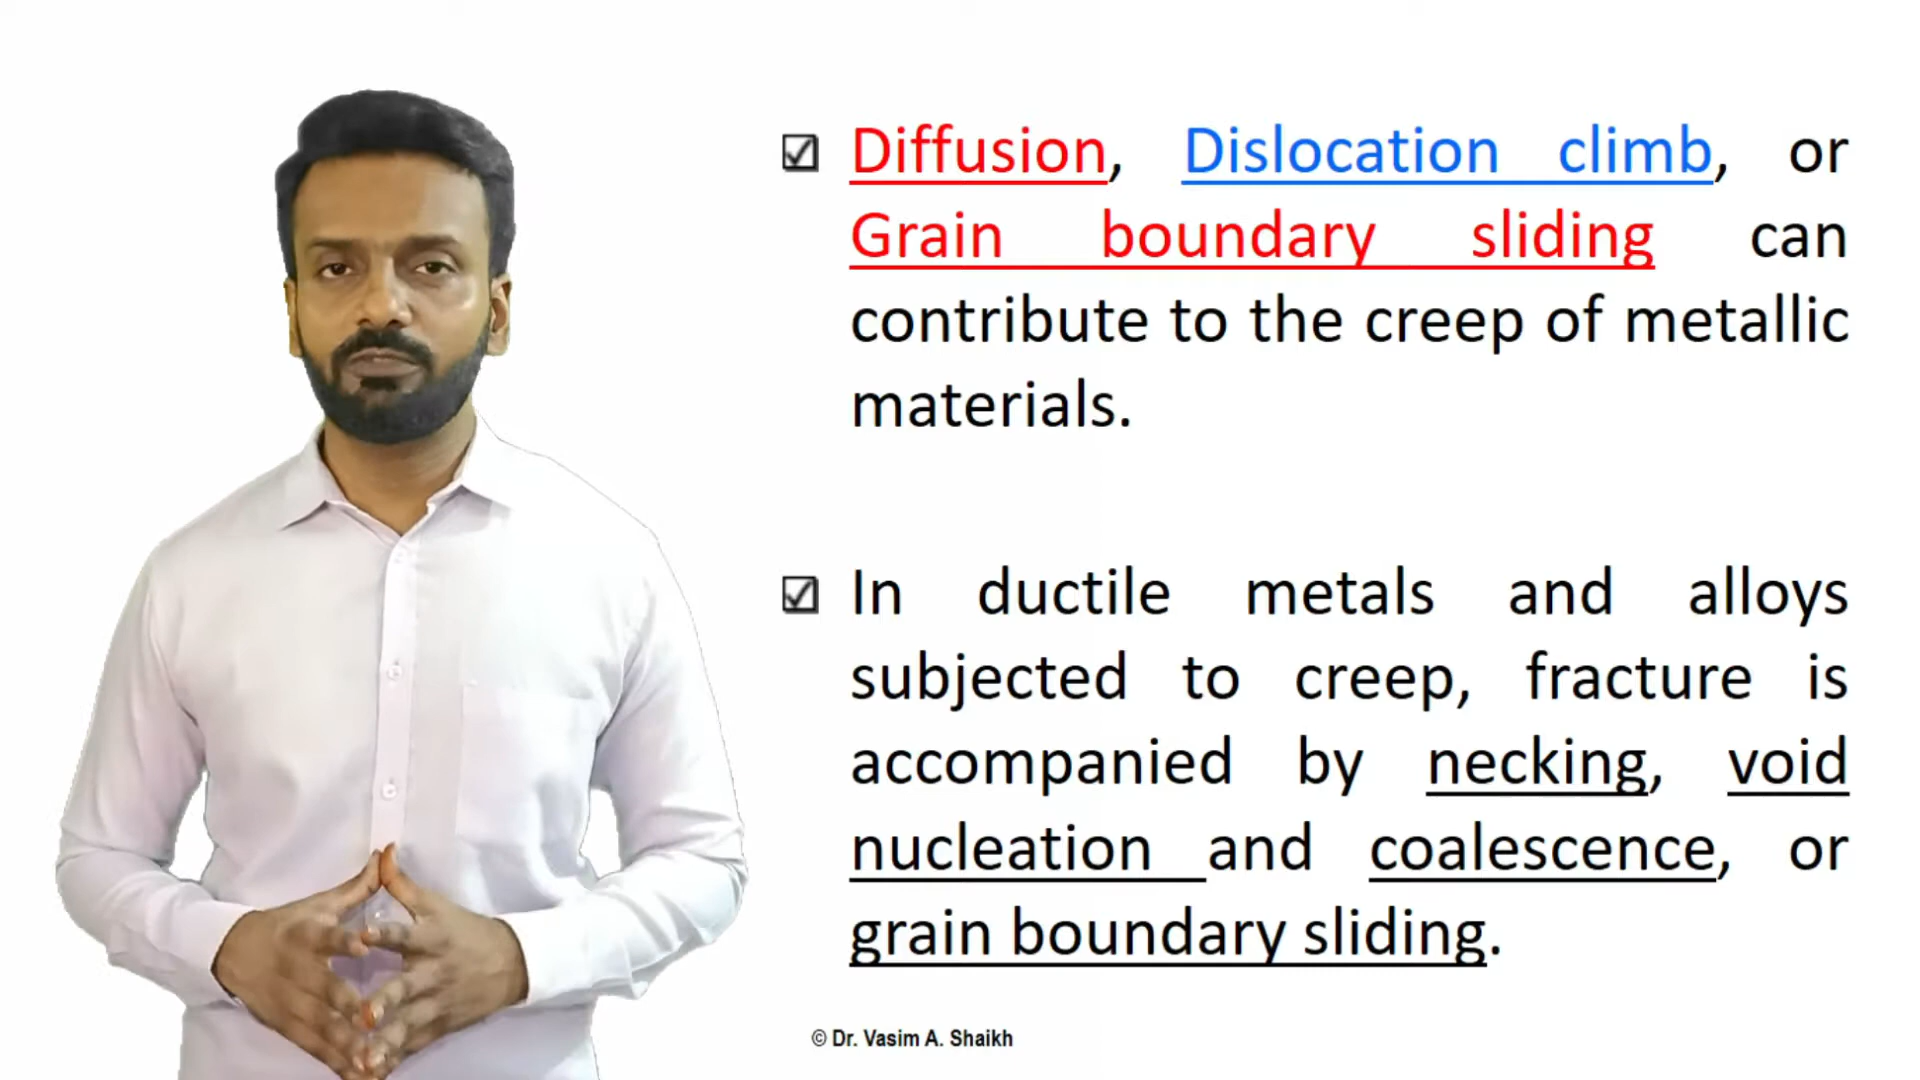 Diffusion, Dislocation climb, or
Grain boundary sliding can
contribute to the creep of metallic
materials.
In ductile metals and alloys
subjected to creep, fracture is
accompanied by necking, void
nucleation and coalescence, or
grain boundary sliding.
© Dr. Vasim A. Shaikh